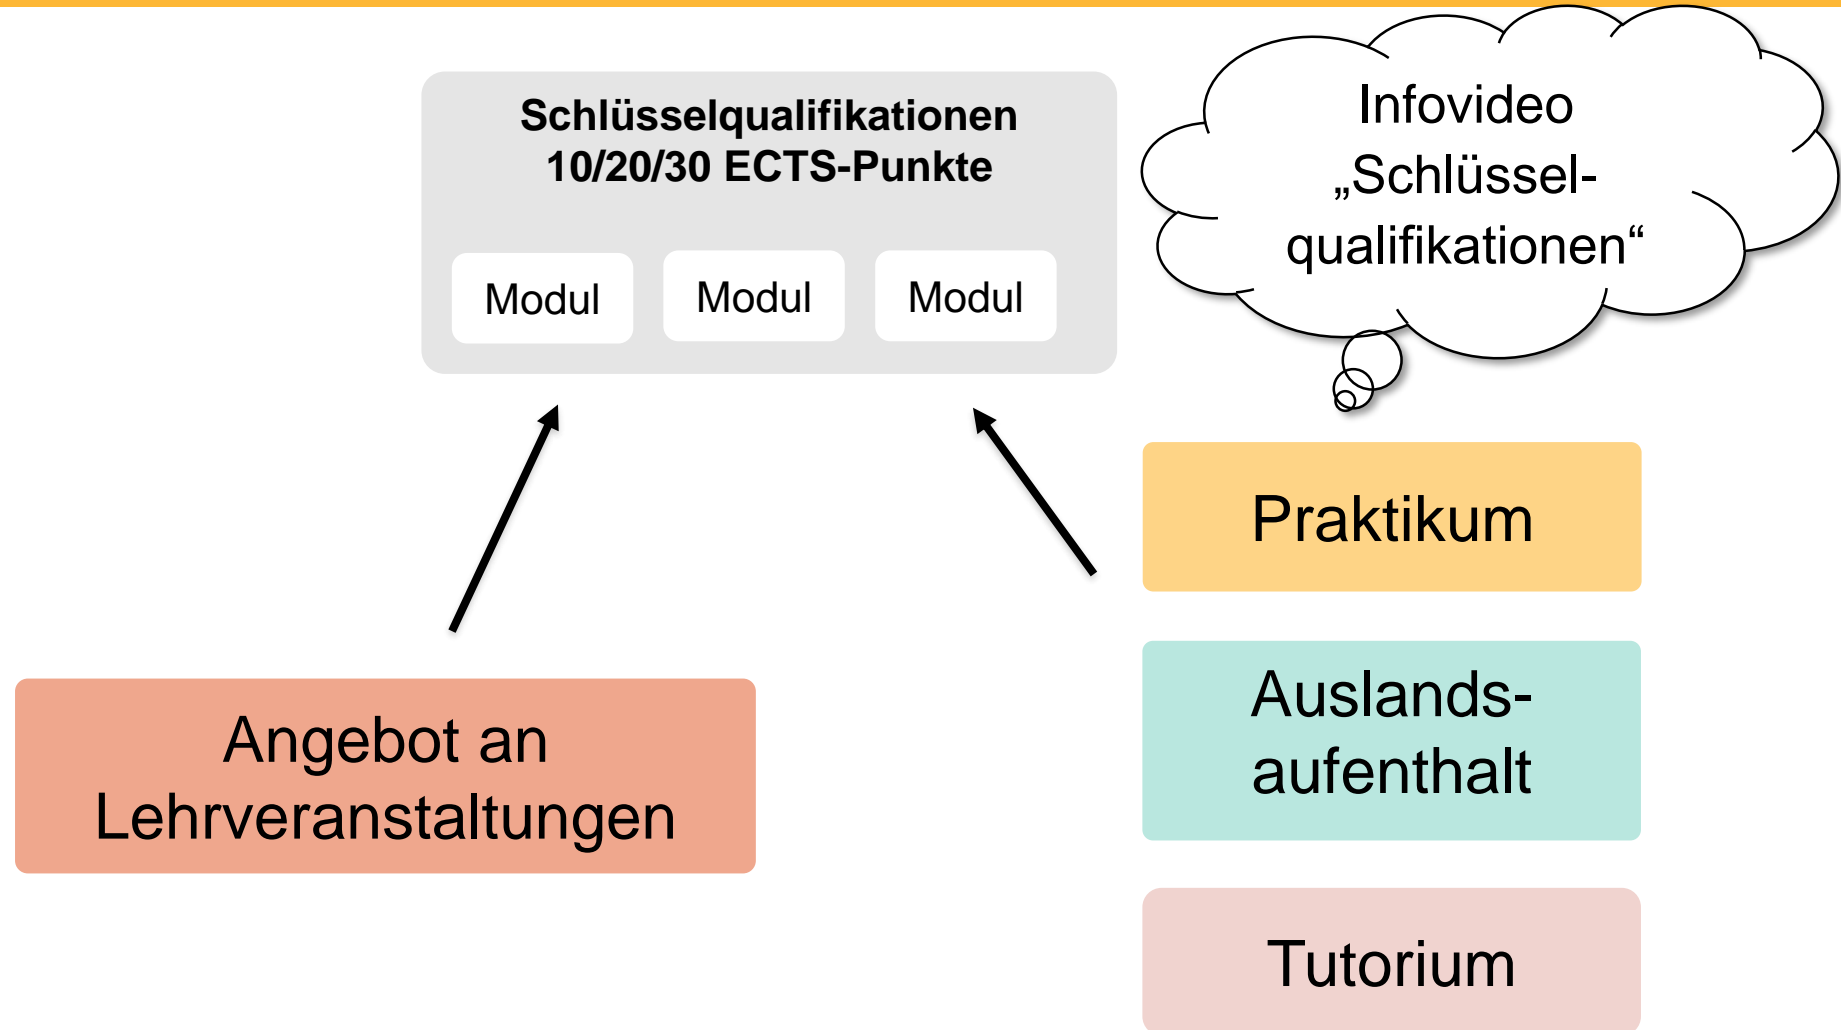 Schlüsselqualifikationen
10/20/30 ECTS-Punkte
Modul
Modul
Modul
Infovideo
„Schlüssel-
qualifikationen“
Praktikum
Auslands-
aufenthalt
Tutorium
Angebot an
Lehrveranstaltungen